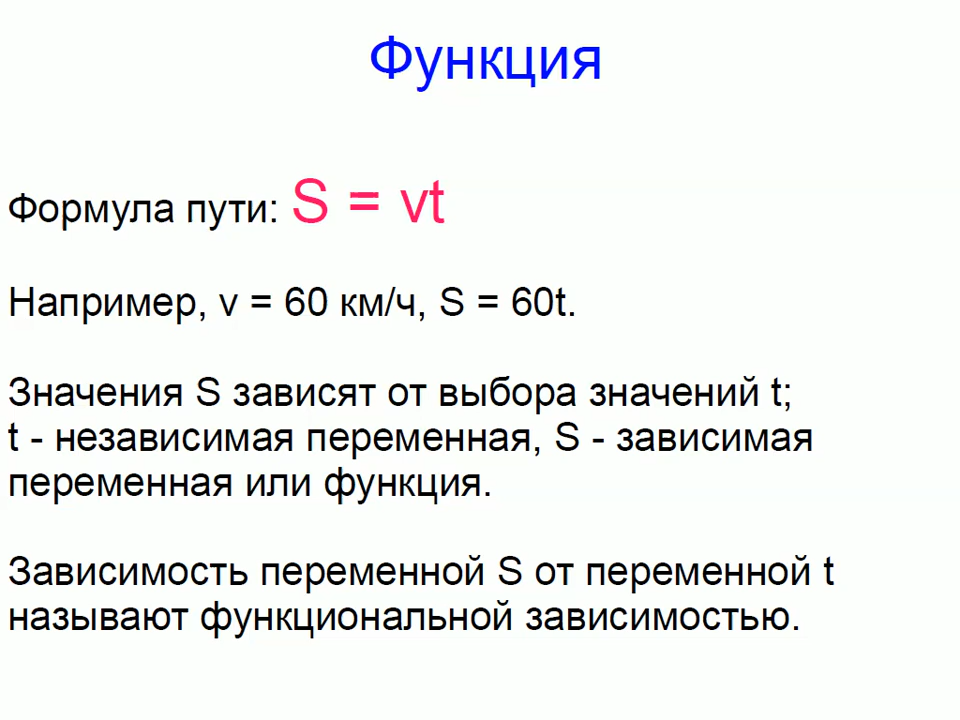 Функция
Формула пути: S = vt
Например, v = 60 км/ч, S = 60t.
Значения S зависят от выбора значений t;
t - независимая переменная, S - зависимая
переменная или функция.
Зависимость переменной S от переменной t
называют функциональной зависимостью.